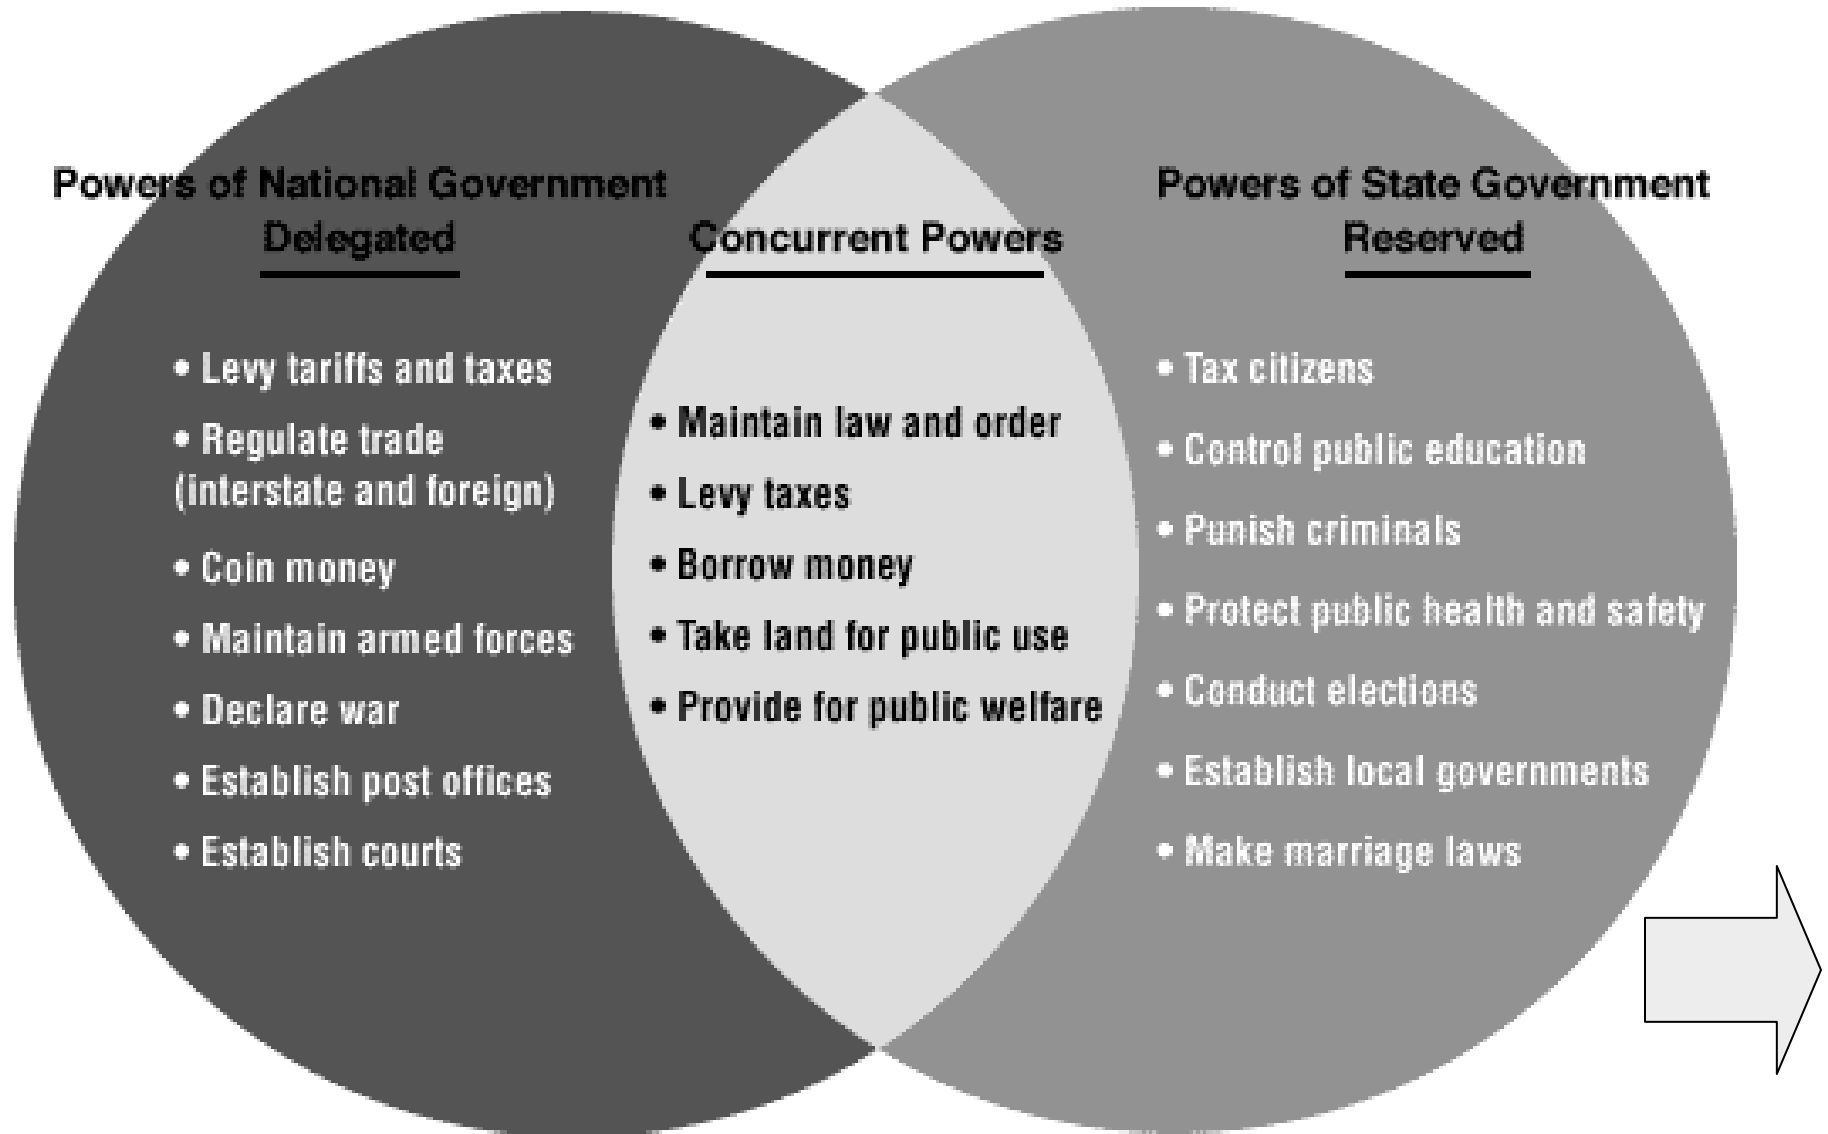 Powers of National Government
Delegated
• Levy tariffs and taxes
• Regulate trade
(interstate and foreign)
• Coin money
• Maintain armed forces
• Declare war
• Establish post offices
• Establish courts
Concurrent Powers
• Maintain law and order
• Levy taxes
• Borrow money
• Take land for public use
• Provide for public welfare
Powers of State Government
Reserved
• Tax citizens
• Control public education
• Punish criminals
• Protect public health and safety
• Conduct elections
• Establish local governments
• Make marriage laws